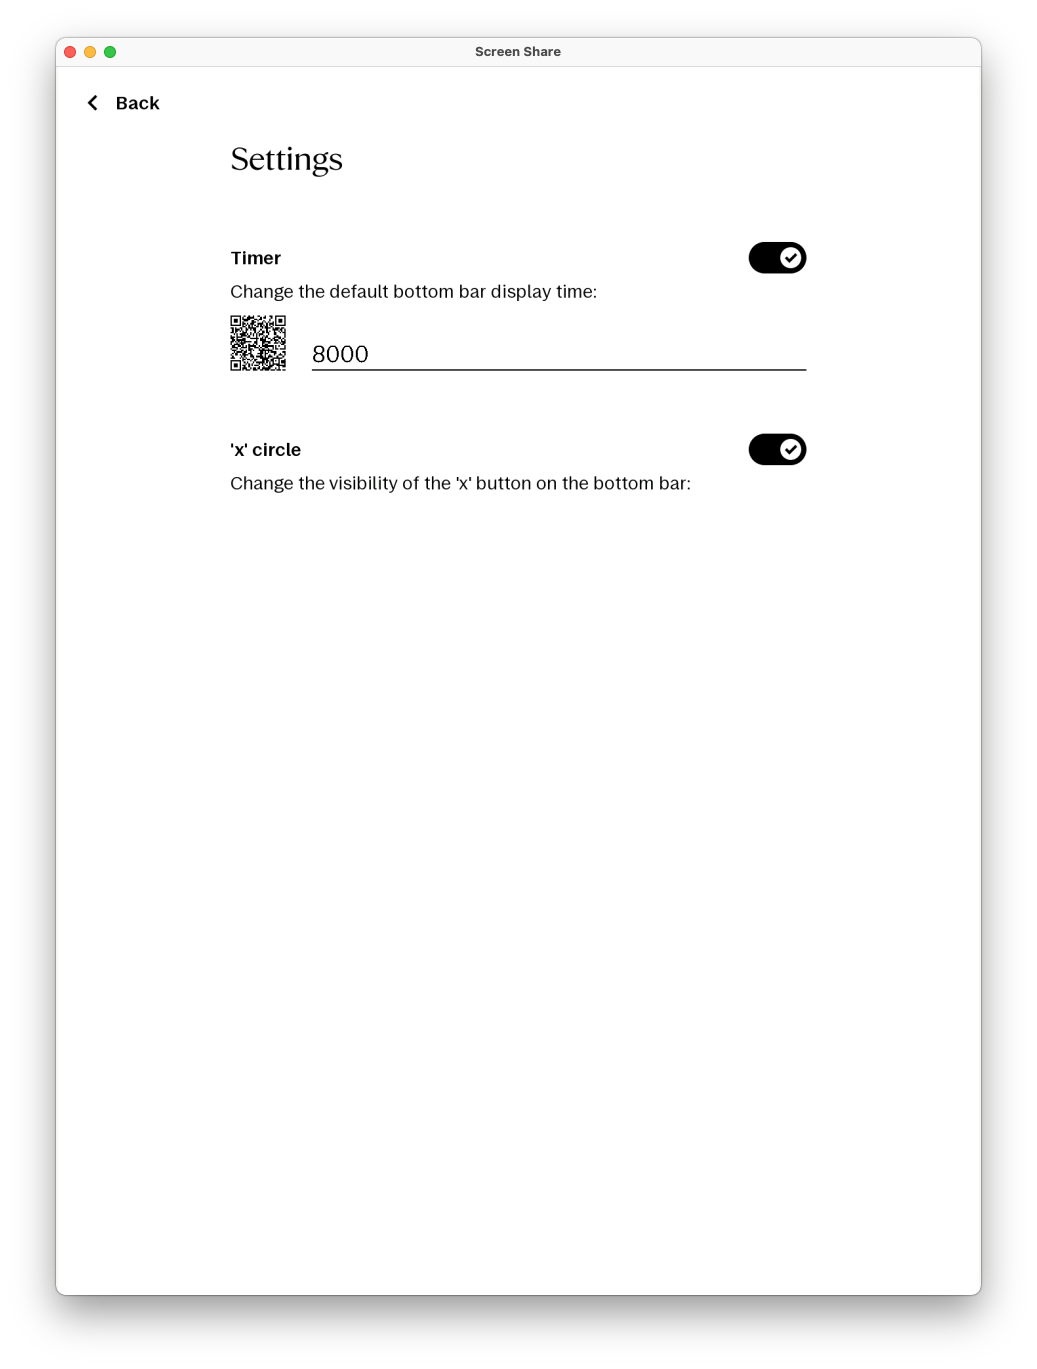 Screen Share
Back
Settings
Timer
Change the default bottom bar display time:
8000
'x' circle
Change the visibility of the 'x' button on the bottom bar: